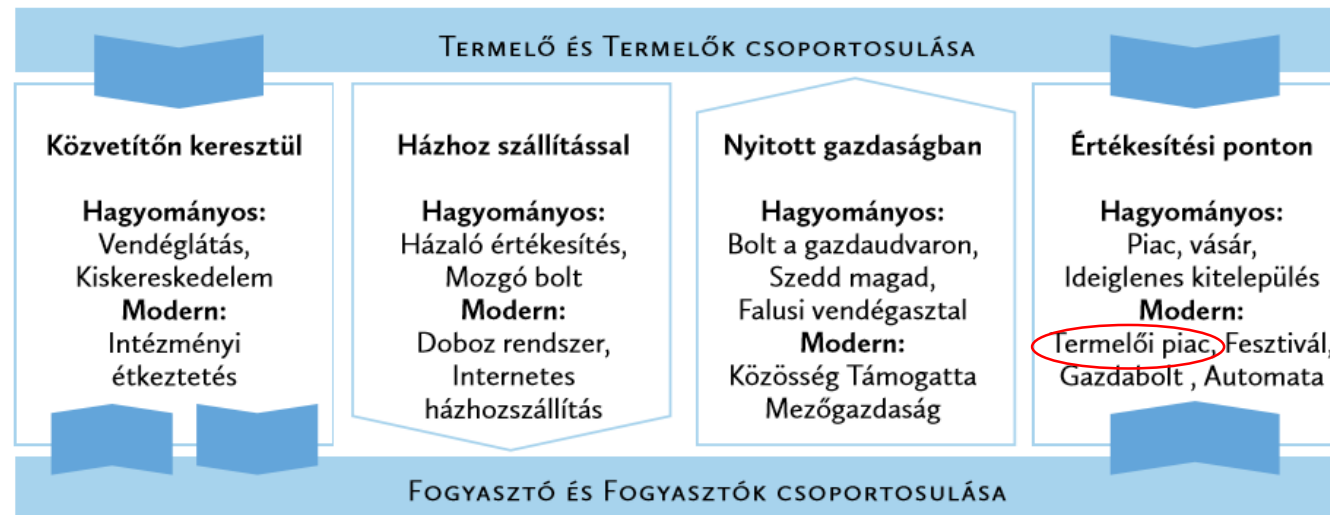 Termelő és Termelők csoportosulása
Közvetítőn keresztül
Hagyományos:
Vendéglátás,
Kiskereskedelem
Modern:
Intézményi
étkeztetés
Házhoz szállítással
Hagyományos:
Házaló értékesítés,
Mozgó bolt
Modern:
Doboz rendszer,
Internetes
házhozszállítás
Nyitott gazdaságban
Hagyományos:
Bolt a gazdaudvaron,
Szedd magad,
Falusi vendégasztal
Modern:
Közösség Támogatta
Mezőgazdaság
Értékesítési ponton
Hagyományos:
Piac, vásár,
Ideiglenes kitelepülés
Modern:
Termelői piac, Fesztivál,
Gazdabolt , Automata
Fogyasztó és Fogyasztók csoportosulása